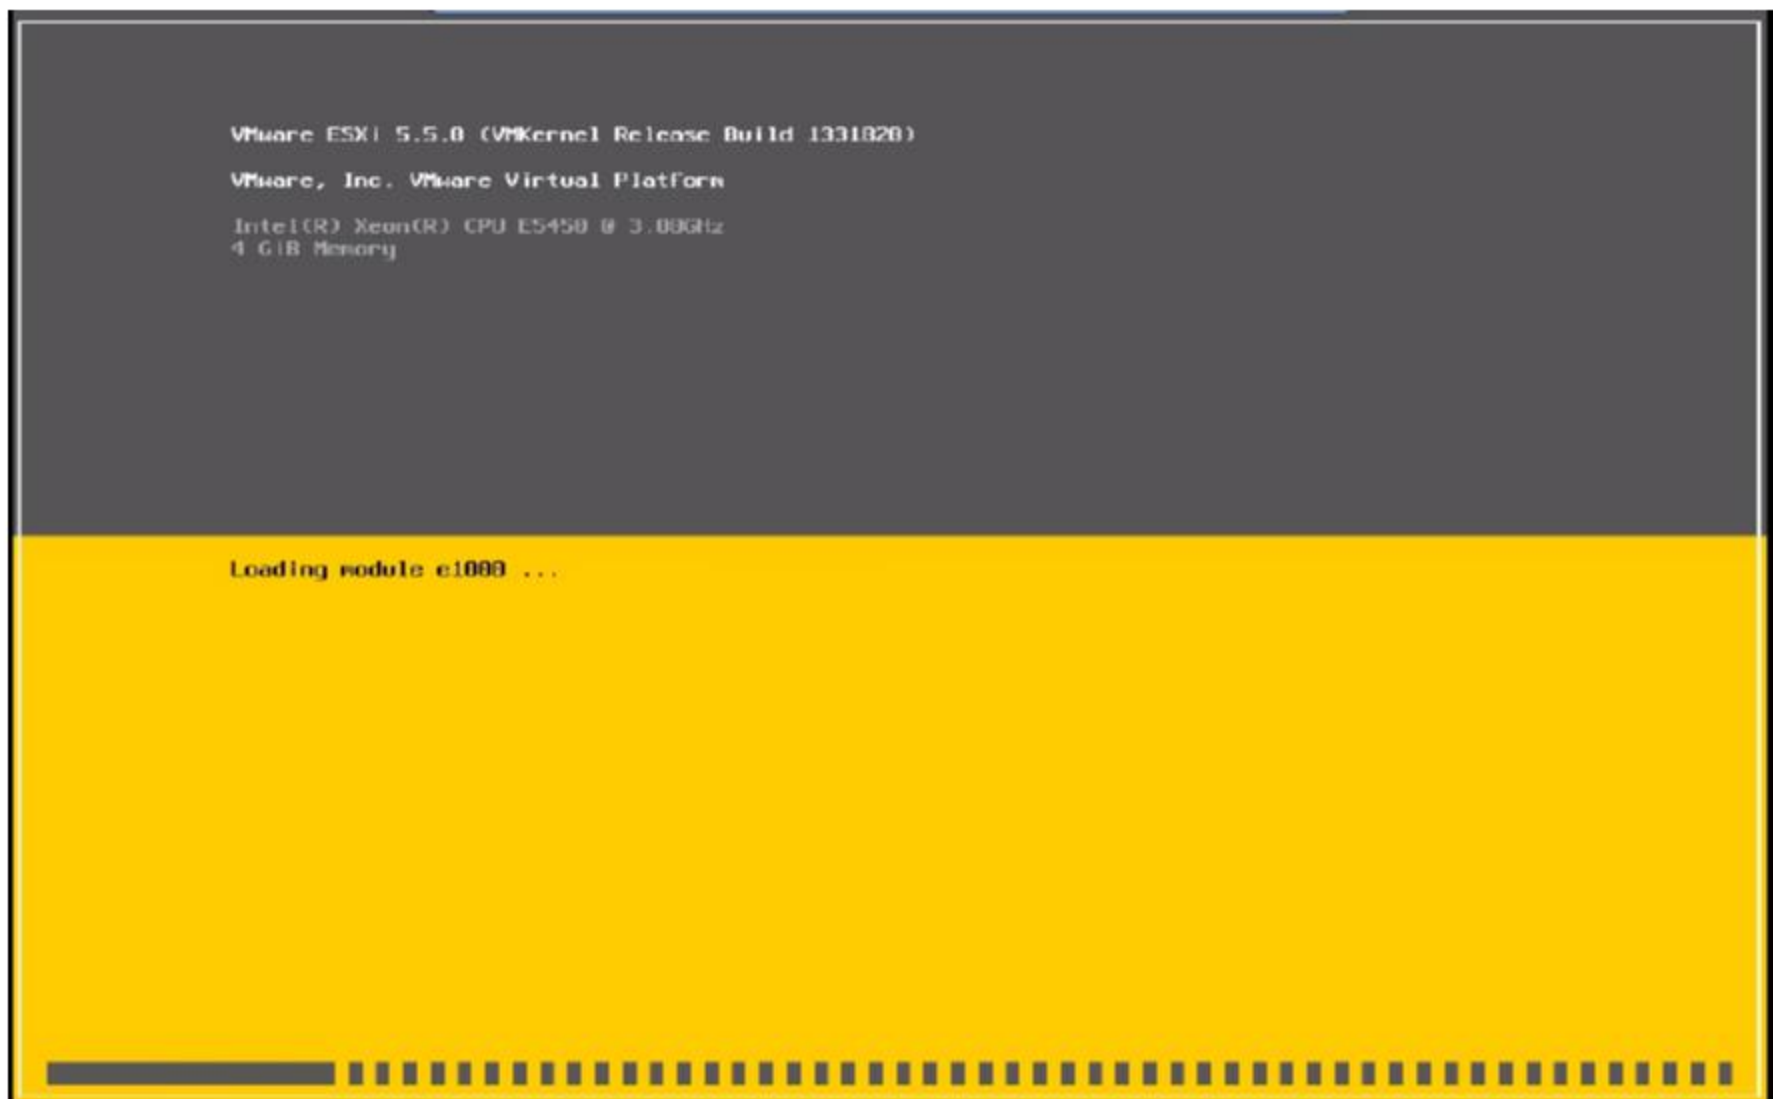 VMware ESXi 5.5.0 (VMKernel Release Build 1331820)
VMware, Inc. VMware Virtual Platform
Intel(R) Xeon(R) CPU E5450 @ 3.00GHz
4 GiB Memory
Loading module e1000 ...